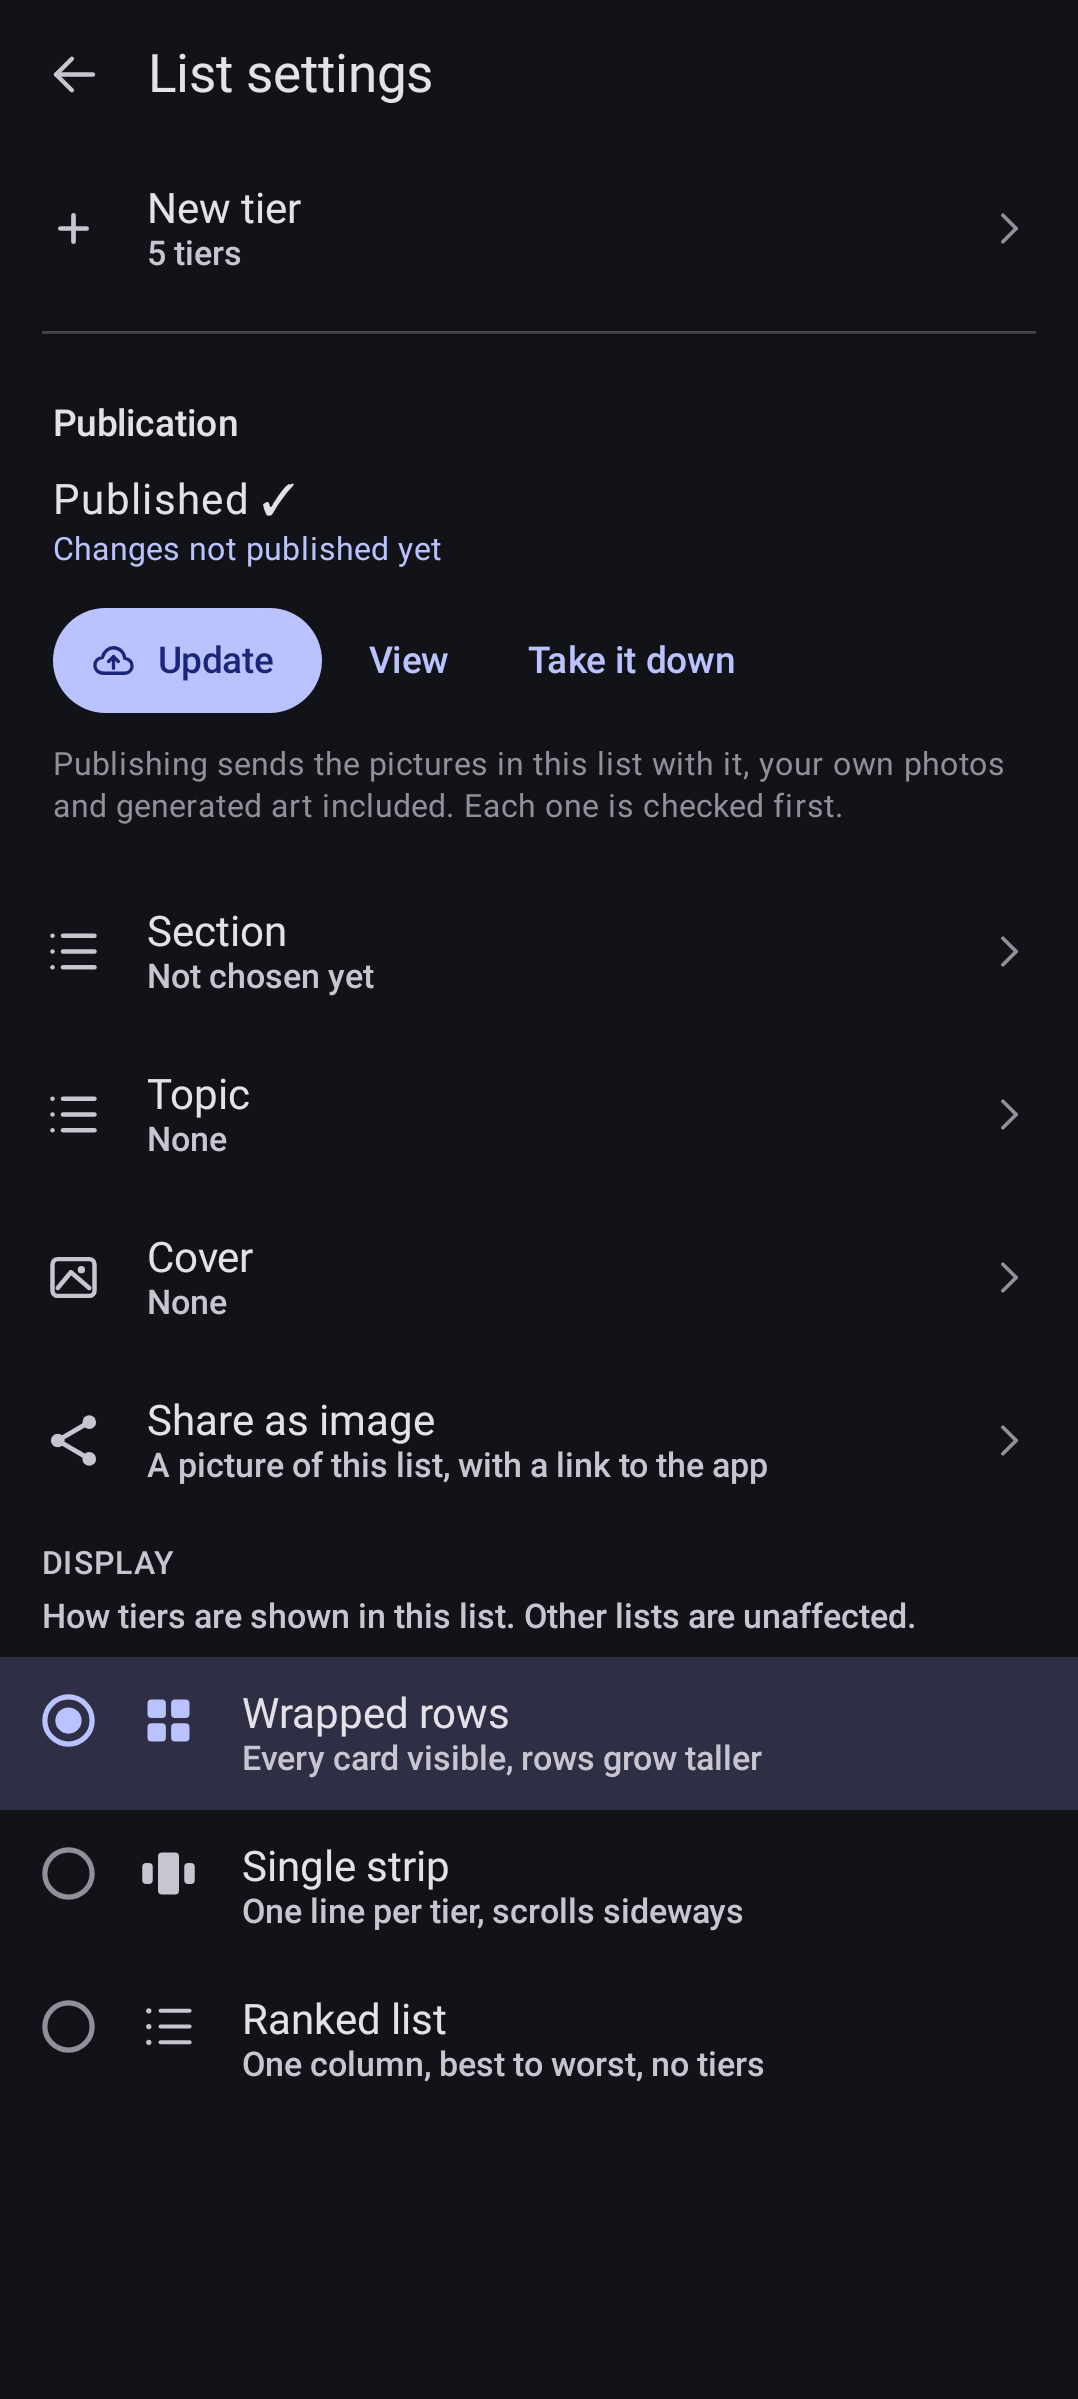 List settings
New tier
5 tiers
Publication
Published ✓
Changes not published yet
Update
View
Take it down
Publishing sends the pictures in this list with it, your own photos
and generated art included. Each one is checked first.
Section
Not chosen yet
Topic
None
Cover
None
Share as image
A picture of this list, with a link to the app
DISPLAY
How tiers are shown in this list. Other lists are unaffected.
Wrapped rows
Every card visible, rows grow taller
Single strip
One line per tier, scrolls sideways
Ranked list
One column, best to worst, no tiers